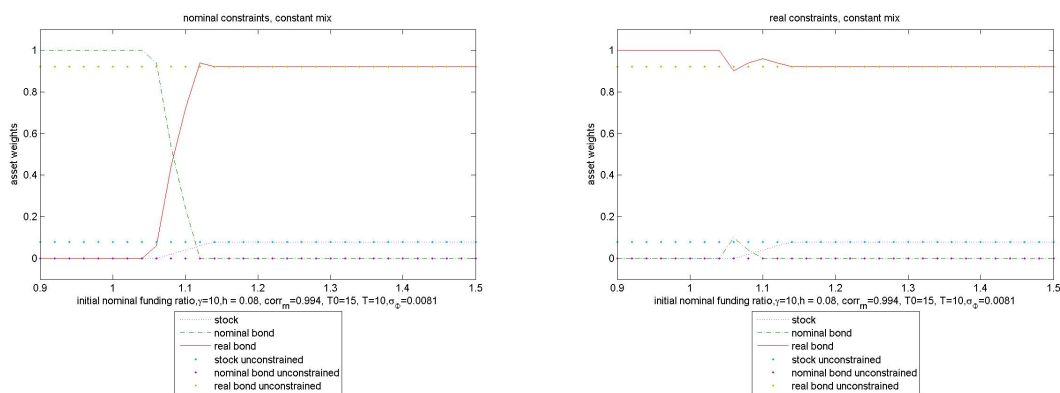 nominal constraints, constant mix
1
0.8
0.6
0.4
0.2
0
asset weights
0.9 1 1.1 1.2 1.3 1.4 1.5
initial nominal funding ratio,γ=10,h = 0.08, corr_rn=0.994, T0=15, T=10,σ_Φ=0.0081
stock
nominal bond
real bond
stock unconstrained
nominal bond unconstrained
real bond unconstrained
real constraints, constant mix
1
0.8
0.6
0.4
0.2
0
asset weights
0.9 1 1.1 1.2 1.3 1.4 1.5
initial nominal funding ratio,γ=10,h = 0.08, corr_rn=0.994, T0=15, T=10,σ_Φ=0.0081
stock
nominal bond
real bond
stock unconstrained
nominal bond unconstrained
real bond unconstrained